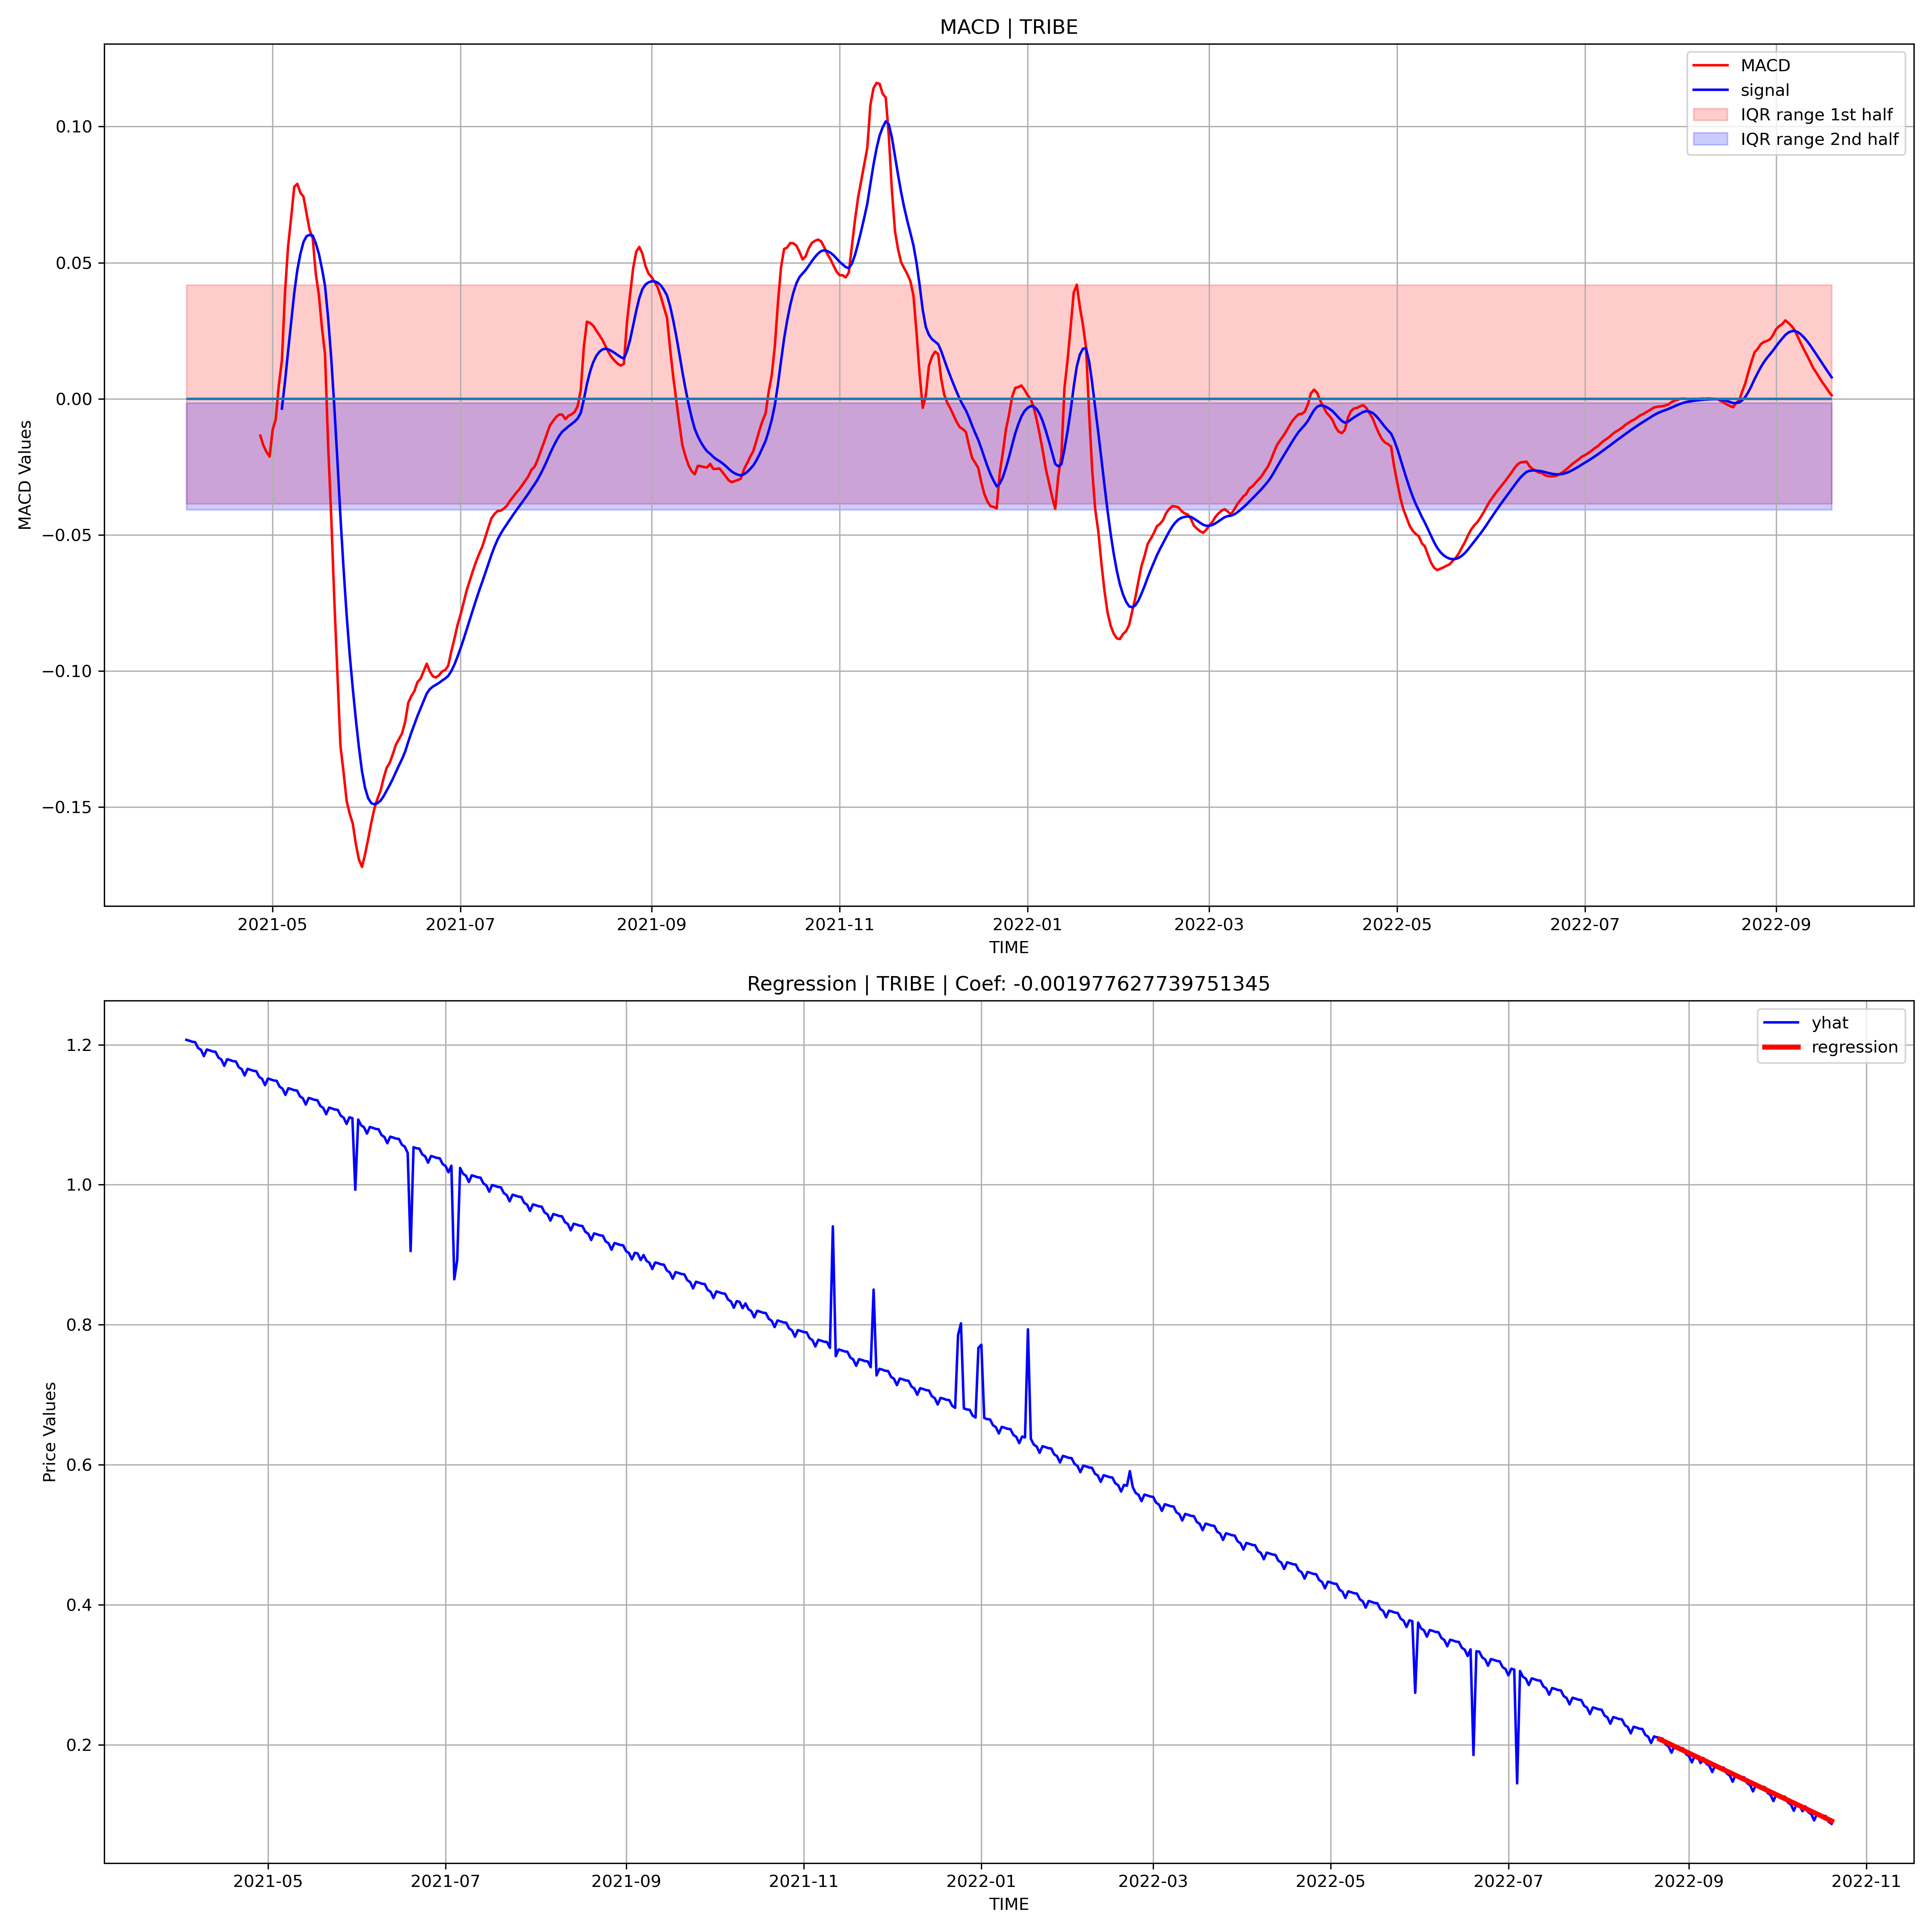 MACD | TRIBE
MACD
signal
IQR range 1st half
IQR range 2nd half
0.10
0.05
0.00
−0.05
−0.10
−0.15
MACD Values
2021-05 2021-07 2021-09 2021-11 2022-01 2022-03 2022-05 2022-07 2022-09
TIME
Regression | TRIBE | Coef: -0.001977627739751345
yhat
regression
1.2
1.0
0.8
0.6
0.4
0.2
Price Values
2021-05 2021-07 2021-09 2021-11 2022-01 2022-03 2022-05 2022-07 2022-09 2022-11
TIME